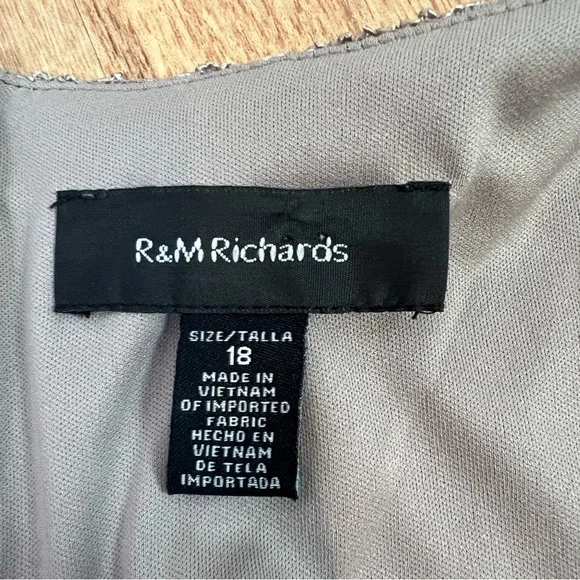 R&M Richards
SIZE/TALLA
18
MADE IN
VIETNAM
OF IMPORTED
FABRIC
HECHO EN
VIETNAM
DE TELA
IMPORTADA